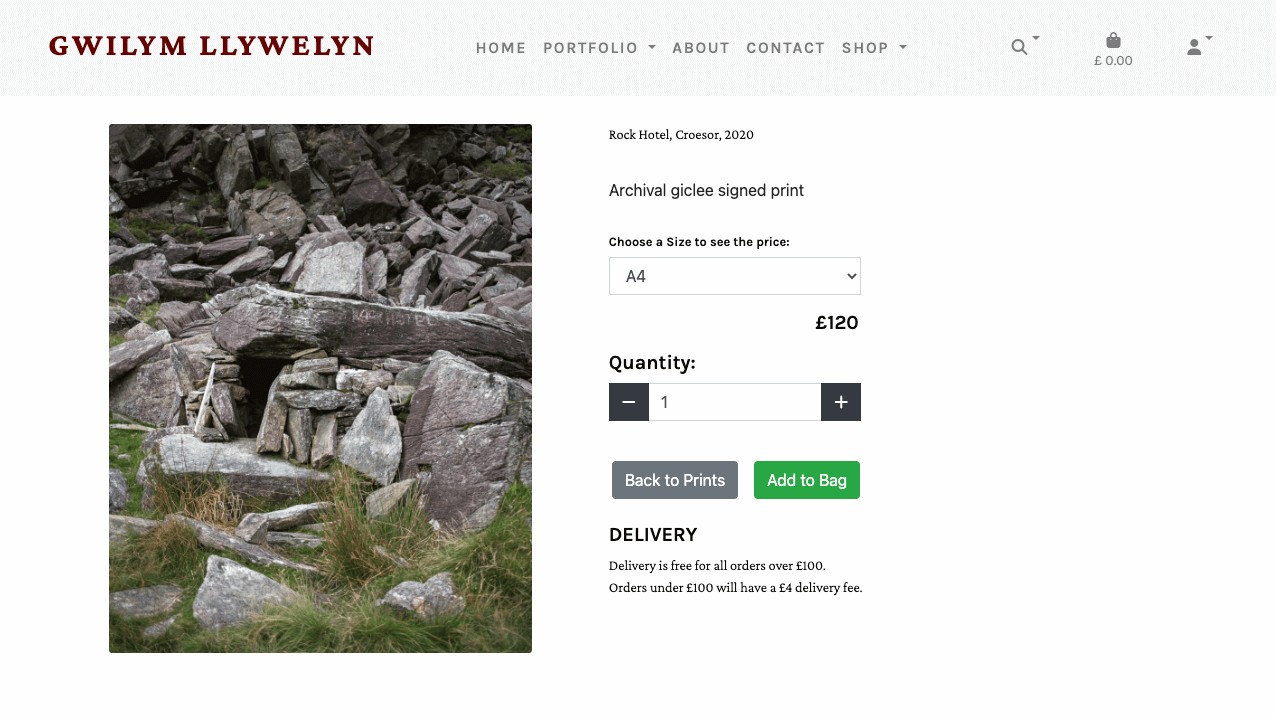 GWILYM LLYWELYN
HOME PORTFOLIO ABOUT CONTACT SHOP
£ 0.00
Rock Hotel, Croesor, 2020
Archival giclee signed print
Choose a Size to see the price:
A4
£120
Quantity:
1
Back to Prints Add to Bag
DELIVERY
Delivery is free for all orders over £100.
Orders under £100 will have a £4 delivery fee.
HOTEL